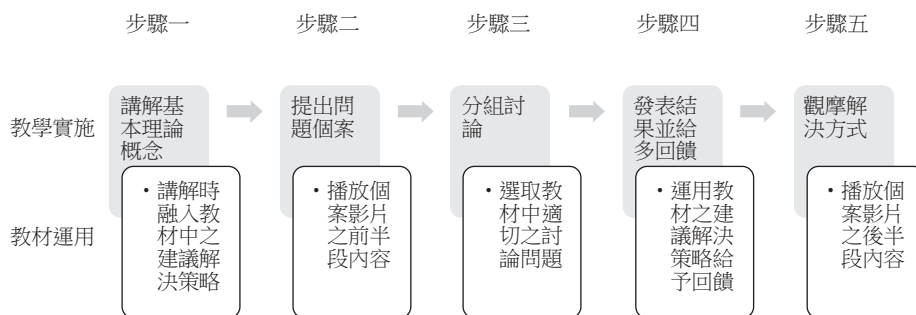 步驟一
步驟二
步驟三
步驟四
步驟五
教學實施
講解基
本理論
概念
提出問
題個案
分組討
論
發表結
果並給
多回饋
觀摩解
決方式
教材運用
・講解時
融入教
材中之
建議解
決策略
・播放個
案影片
之前半
段內容
・選取教
材中適
切之討
論問題
・運用教
材之建
議解決
策略給
予回饋
・播放個
案影片
之後半
段內容